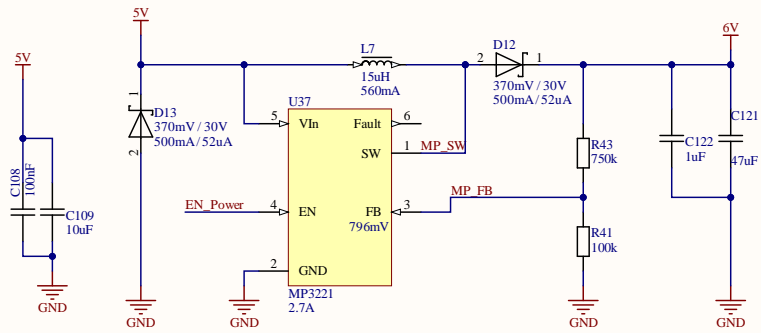 5V
5V
6V
L7
15uH
560mA
D12
2
1
370mV / 30V
500mA/52uA
1
D13
370mV / 30V
500mA/52uA
2
U37
5
VIn
Fault
6
SW
1
MP_SW
EN_Power
4
EN
FB
3
MP_FB
796mV
2
GND
MP3221
2.7A
R43
750k
R41
100k
C122
1uF
C121
47uF
C108
100nF
C109
10uF
GND
GND
GND
GND
GND